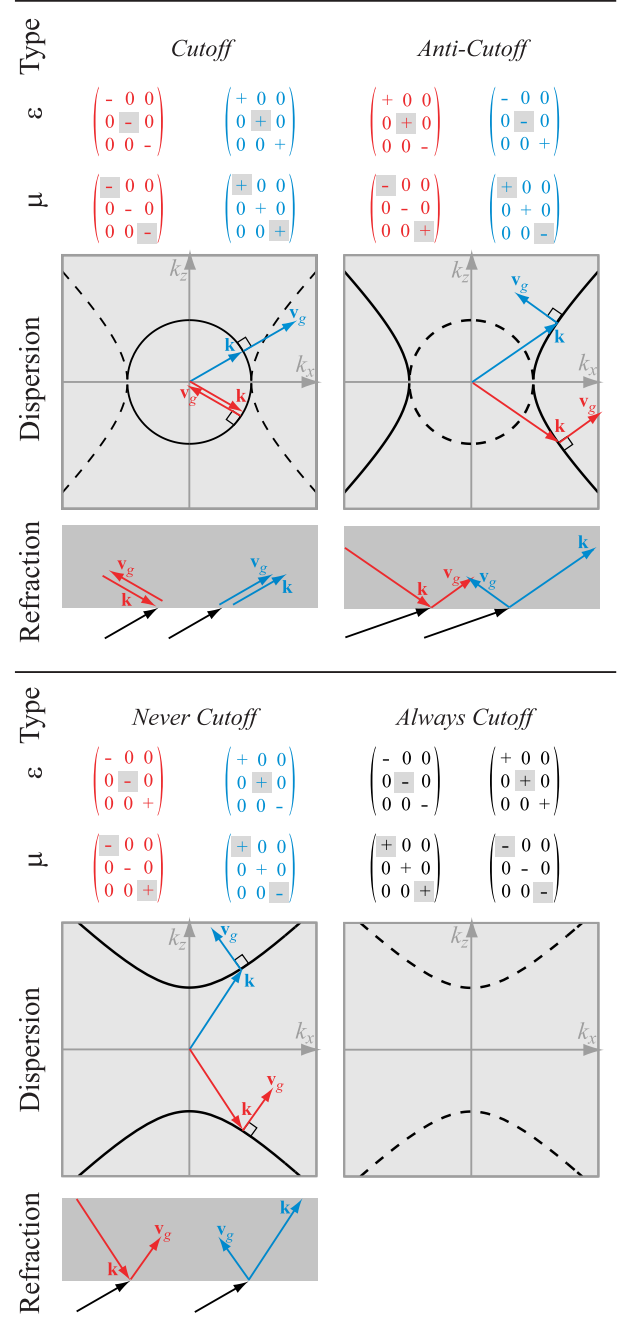 Type
Cutoff
Anti-Cutoff
ε
- 0 0
0 - 0
0 0 -
+ 0 0
0 + 0
0 0 +
+ 0 0
0 + 0
0 0 -
- 0 0
0 - 0
0 0 +
μ
- 0 0
0 - 0
0 0 -
+ 0 0
0 + 0
0 0 +
- 0 0
0 - 0
0 0 +
+ 0 0
0 + 0
0 0 -
Dispersion
kz
kx
k
vg
k
vg
kz
kx
k
vg
k
vg
Refraction
vg
k
vg
k
k
vg
vg
k
Type
Never Cutoff
Always Cutoff
ε
- 0 0
0 - 0
0 0 +
+ 0 0
0 + 0
0 0 -
- 0 0
0 - 0
0 0 -
+ 0 0
0 + 0
0 0 +
μ
- 0 0
0 - 0
0 0 +
+ 0 0
0 + 0
0 0 -
+ 0 0
0 + 0
0 0 +
- 0 0
0 - 0
0 0 -
Dispersion
kz
kx
vg
k
vg
k
kz
kx
Refraction
k
vg
vg
k